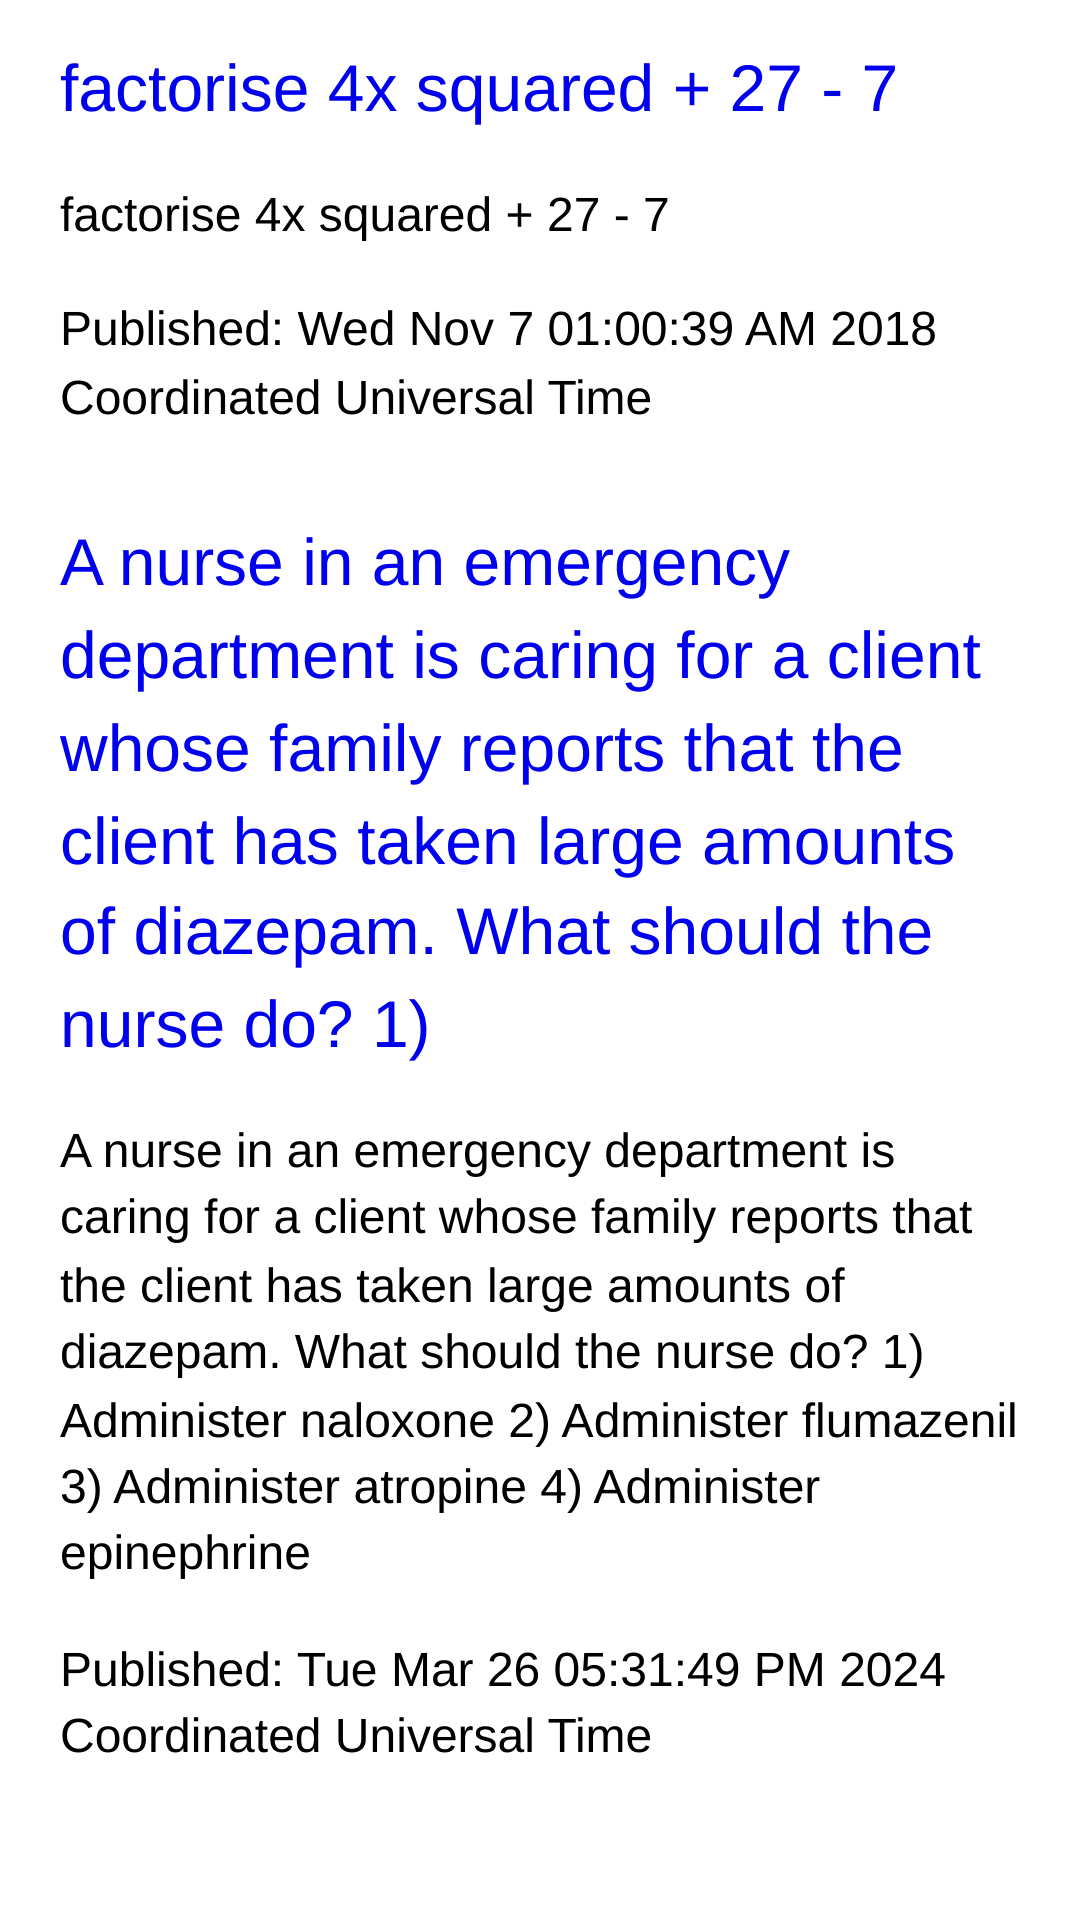 factorise 4x squared + 27 - 7
factorise 4x squared + 27 - 7
Published: Wed Nov 7 01:00:39 AM 2018
Coordinated Universal Time
A nurse in an emergency
department is caring for a client
whose family reports that the
client has taken large amounts
of diazepam. What should the
nurse do? 1)
A nurse in an emergency department is
caring for a client whose family reports that
the client has taken large amounts of
diazepam. What should the nurse do? 1)
Administer naloxone 2) Administer flumazenil
3) Administer atropine 4) Administer
epinephrine
Published: Tue Mar 26 05:31:49 PM 2024
Coordinated Universal Time